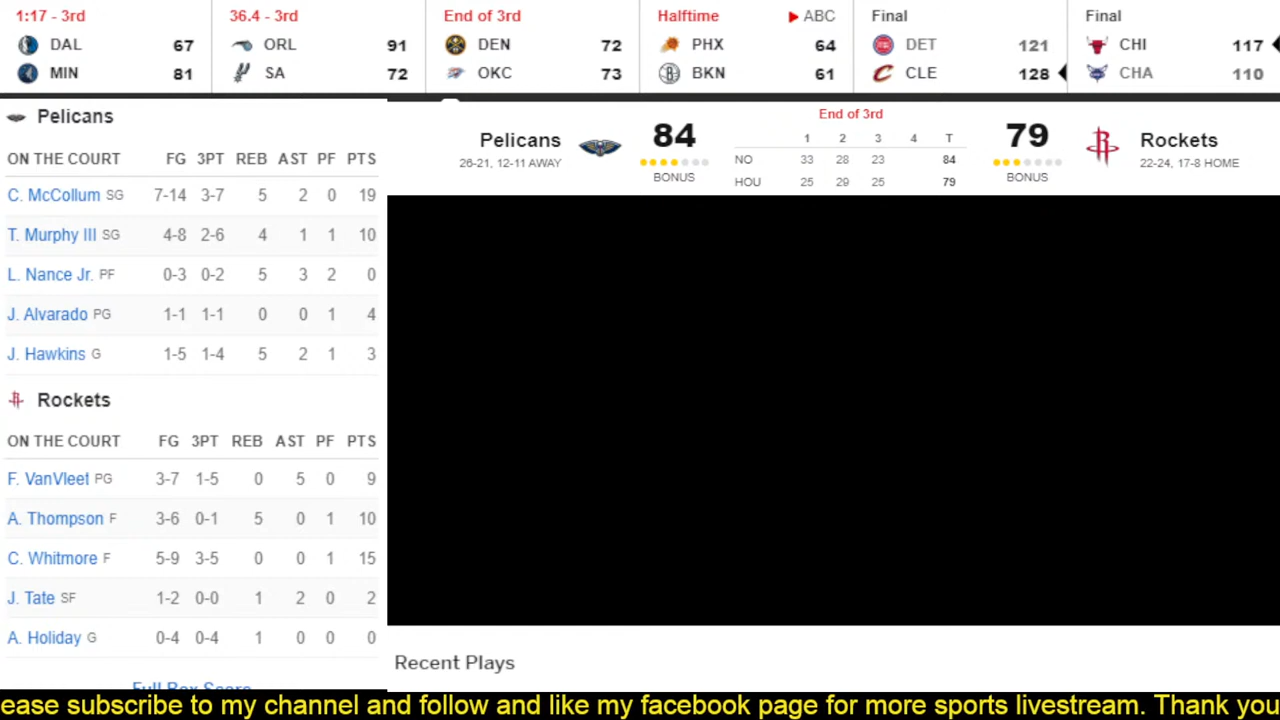 1:17 - 3rd
DAL 67
MIN 81
36.4 - 3rd
ORL 91
SA 72
End of 3rd
DEN 72
OKC 73
Halftime ABC
PHX 64
BKN 61
Final
DET 121
CLE 128
Final
CHI 117
CHA 110
Pelicans
ON THE COURT FG 3PT REB AST PF PTS
C. McCollum SG 7-14 3-7 5 2 0 19
T. Murphy III SG 4-8 2-6 4 1 1 10
L. Nance Jr. PF 0-3 0-2 5 3 2 0
J. Alvarado PG 1-1 1-1 0 0 1 4
J. Hawkins G 1-5 1-4 5 2 1 3
Rockets
ON THE COURT FG 3PT REB AST PF PTS
F. VanVleet PG 3-7 1-5 0 5 0 9
A. Thompson F 3-6 0-1 5 0 1 10
C. Whitmore F 5-9 3-5 0 0 1 15
J. Tate SF 1-2 0-0 1 2 0 2
A. Holiday G 0-4 0-4 1 0 0 0
Full Box Score
Pelicans
26-21, 12-11 AWAY
84
BONUS
End of 3rd
1 2 3 4 T
NO 33 28 23 84
HOU 25 29 25 79
79
BONUS
Rockets
22-24, 17-8 HOME
Recent Plays
ease subscribe to my channel and follow and like my facebook page for more sports livestream. Thank you